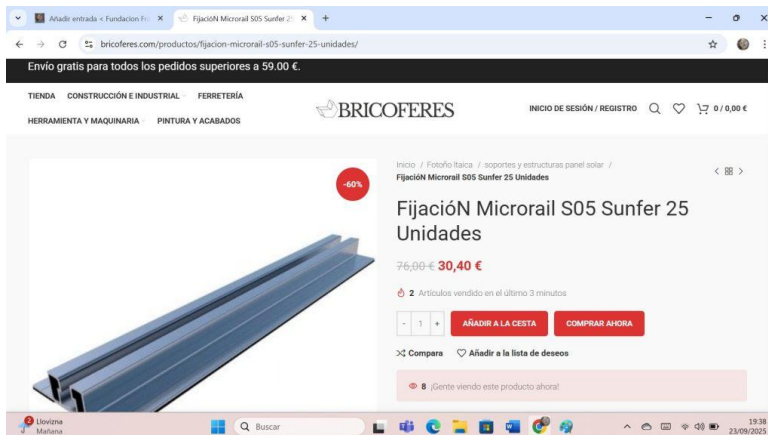 Añadir entrada < Fundacion Fro
FijacióN Microrail S05 Sunfer 25
bricoferes.com/productos/fijacion-microrail-s05-sunfer-25-unidades/
Envío gratis para todos los pedidos superiores a 59.00 €.
TIENDA CONSTRUCCIÓN E INDUSTRIAL FERRETERÍA
HERRAMIENTA Y MAQUINARIA PINTURA Y ACABADOS
BRICOFERES
INICIO DE SESIÓN / REGISTRO 0 / 0,00 €
-60%
Inicio / Fotoño ltaica / soportes y estructuras panel solar /
FijacióN Microrail S05 Sunfer 25 Unidades
FijacióN Microrail S05 Sunfer 25
Unidades
76,00 € 30,40 €
2 Artículos vendido en el último 3 minutos
- 1 + AÑADIR A LA CESTA COMPRAR AHORA
Compara Añadir a la lista de deseos
8 ¡Gente viendo este producto ahora!
2 Llovizna
Mañana
Buscar
19:38
23/09/2025